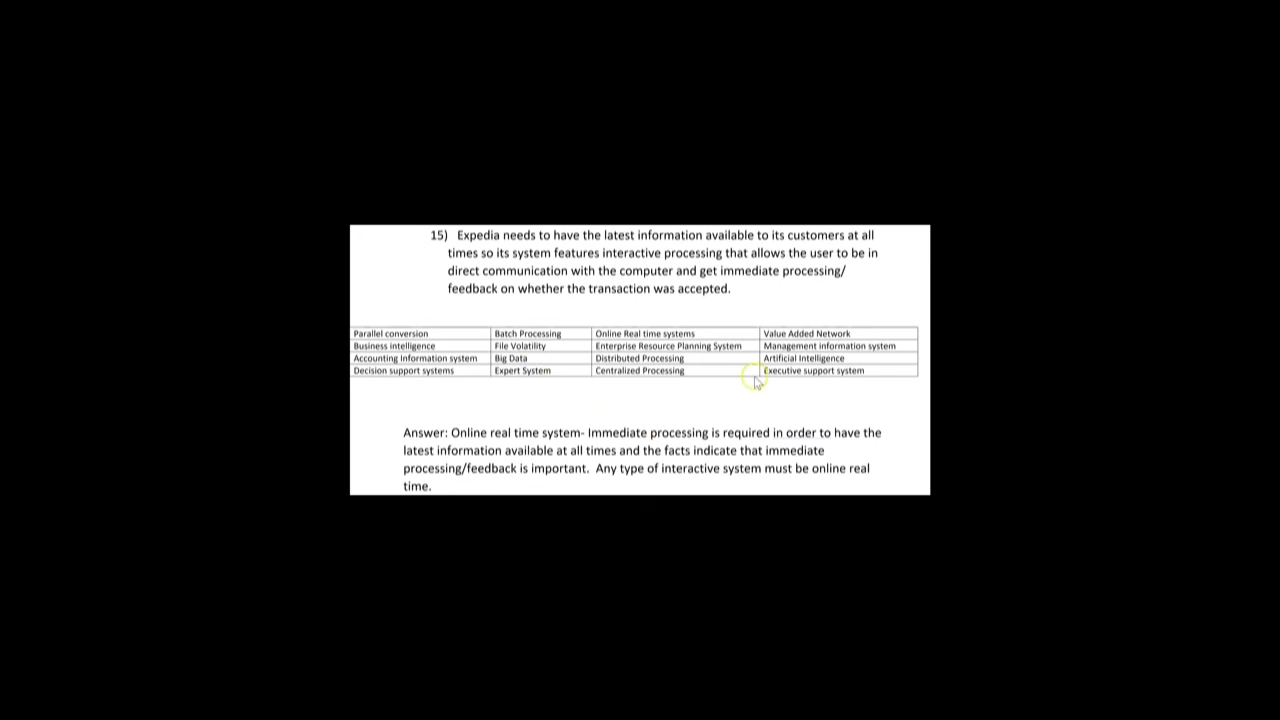 15) Expedia needs to have the latest information available to its customers at all
times so its system features interactive processing that allows the user to be in
direct communication with the computer and get immediate processing/
feedback on whether the transaction was accepted.
Parallel conversion Batch Processing Online Real time systems Value Added Network
Business intelligence File Volatility Enterprise Resource Planning System Management information system
Accounting Information system Big Data Distributed Processing Artificial Intelligence
Decision support systems Expert System Centralized Processing Executive support system
Answer: Online real time system- Immediate processing is required in order to have the
latest information available at all times and the facts indicate that immediate
processing/feedback is important. Any type of interactive system must be online real
time.